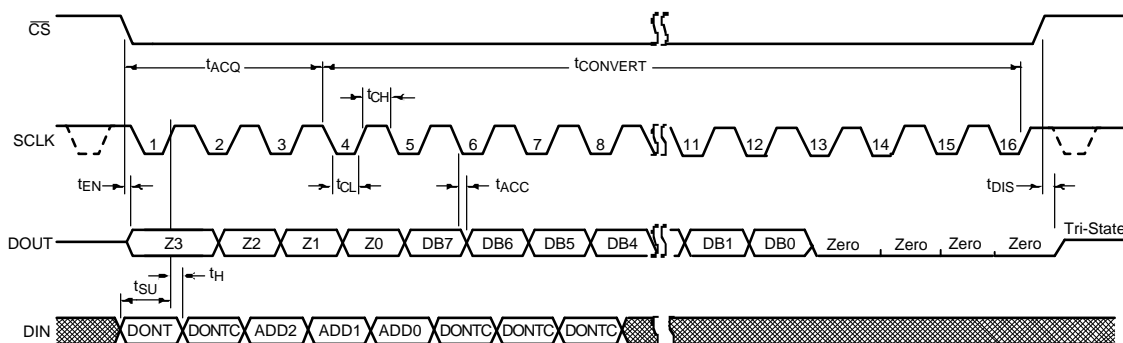 CS
tACQ
tCONVERT
tCH
SCLK
1 2 3 4 5 6 7 8 11 12 13 14 15 16
tEN
tCL
tACC
tDIS
DOUT
Z3 Z2 Z1 Z0 DB7 DB6 DB5 DB4 DB1 DB0 Zero Zero Zero Zero
Tri-State
tSU
tH
DIN
DONT DONTC ADD2 ADD1 ADD0 DONTC DONTC DONTC